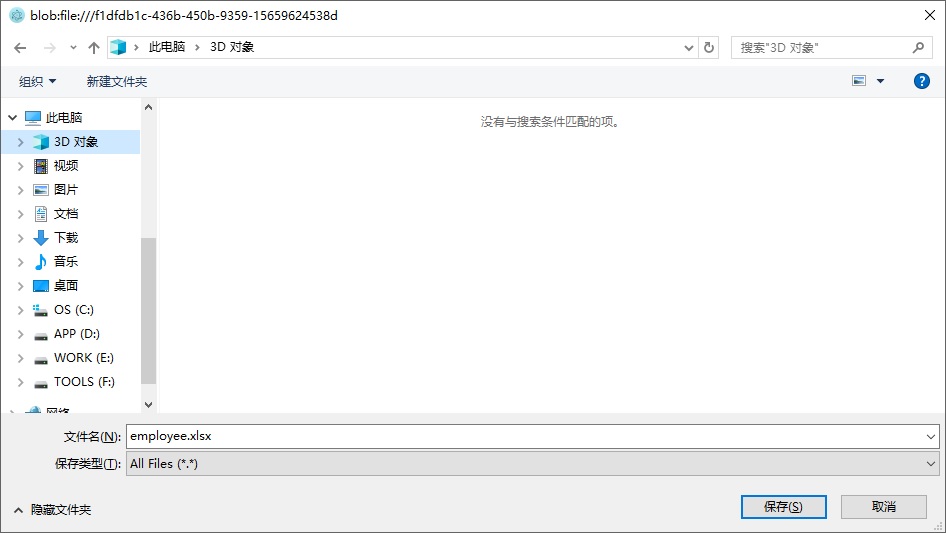 blob:file:///f1dfdb1c-436b-450b-9359-15659624538d
此电脑 3D 对象
搜索"3D 对象"
组织 新建文件夹
没有与搜索条件匹配的项。
此电脑
3D 对象
视频
图片
文档
下载
音乐
桌面
OS (C:)
APP (D:)
WORK (E:)
TOOLS (F:)
网络
文件名(N): employee.xlsx
保存类型(T): All Files (*.*)
隐藏文件夹
保存(S) 取消